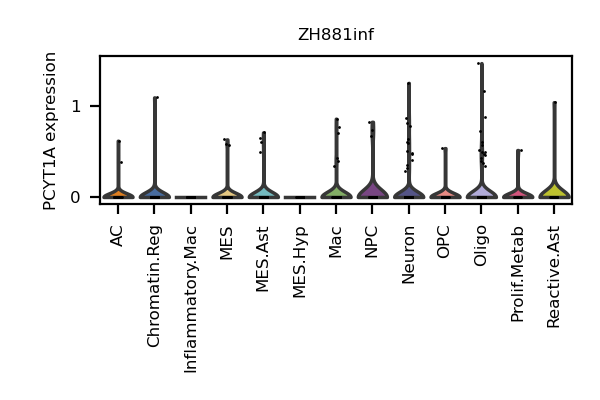 ZH881inf
PCYT1A expression
1
0
AC
Chromatin.Reg
Inflammatory.Mac
MES
MES.Ast
MES.Hyp
Mac
NPC
Neuron
OPC
Oligo
Prolif.Metab
Reactive.Ast